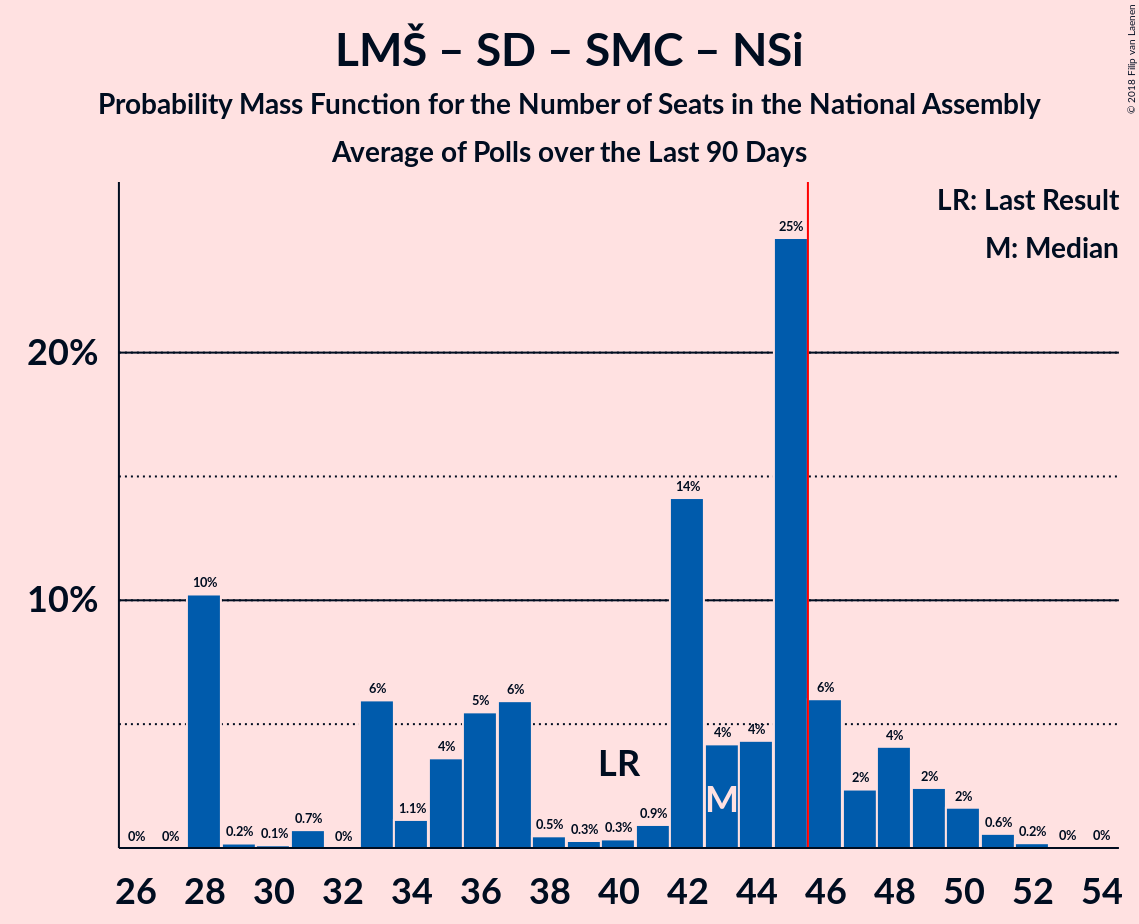 LMŠ – SD – SMC – NSi
Probability Mass Function for the Number of Seats in the National Assembly
Average of Polls over the Last 90 Days
© 2018 Filip van Laenen
LR: Last Result
M: Median
20%
10%
0% 0% 10% 0.2% 0.1% 0.7% 0% 6% 1.1% 4% 5% 6% 0.5% 0.3% 0.3% 0.9% 14% 4% 4% 25% 6% 2% 4% 2% 2% 0.6% 0.2% 0% 0%
LR
M
26 28 30 32 34 36 38 40 42 44 46 48 50 52 54